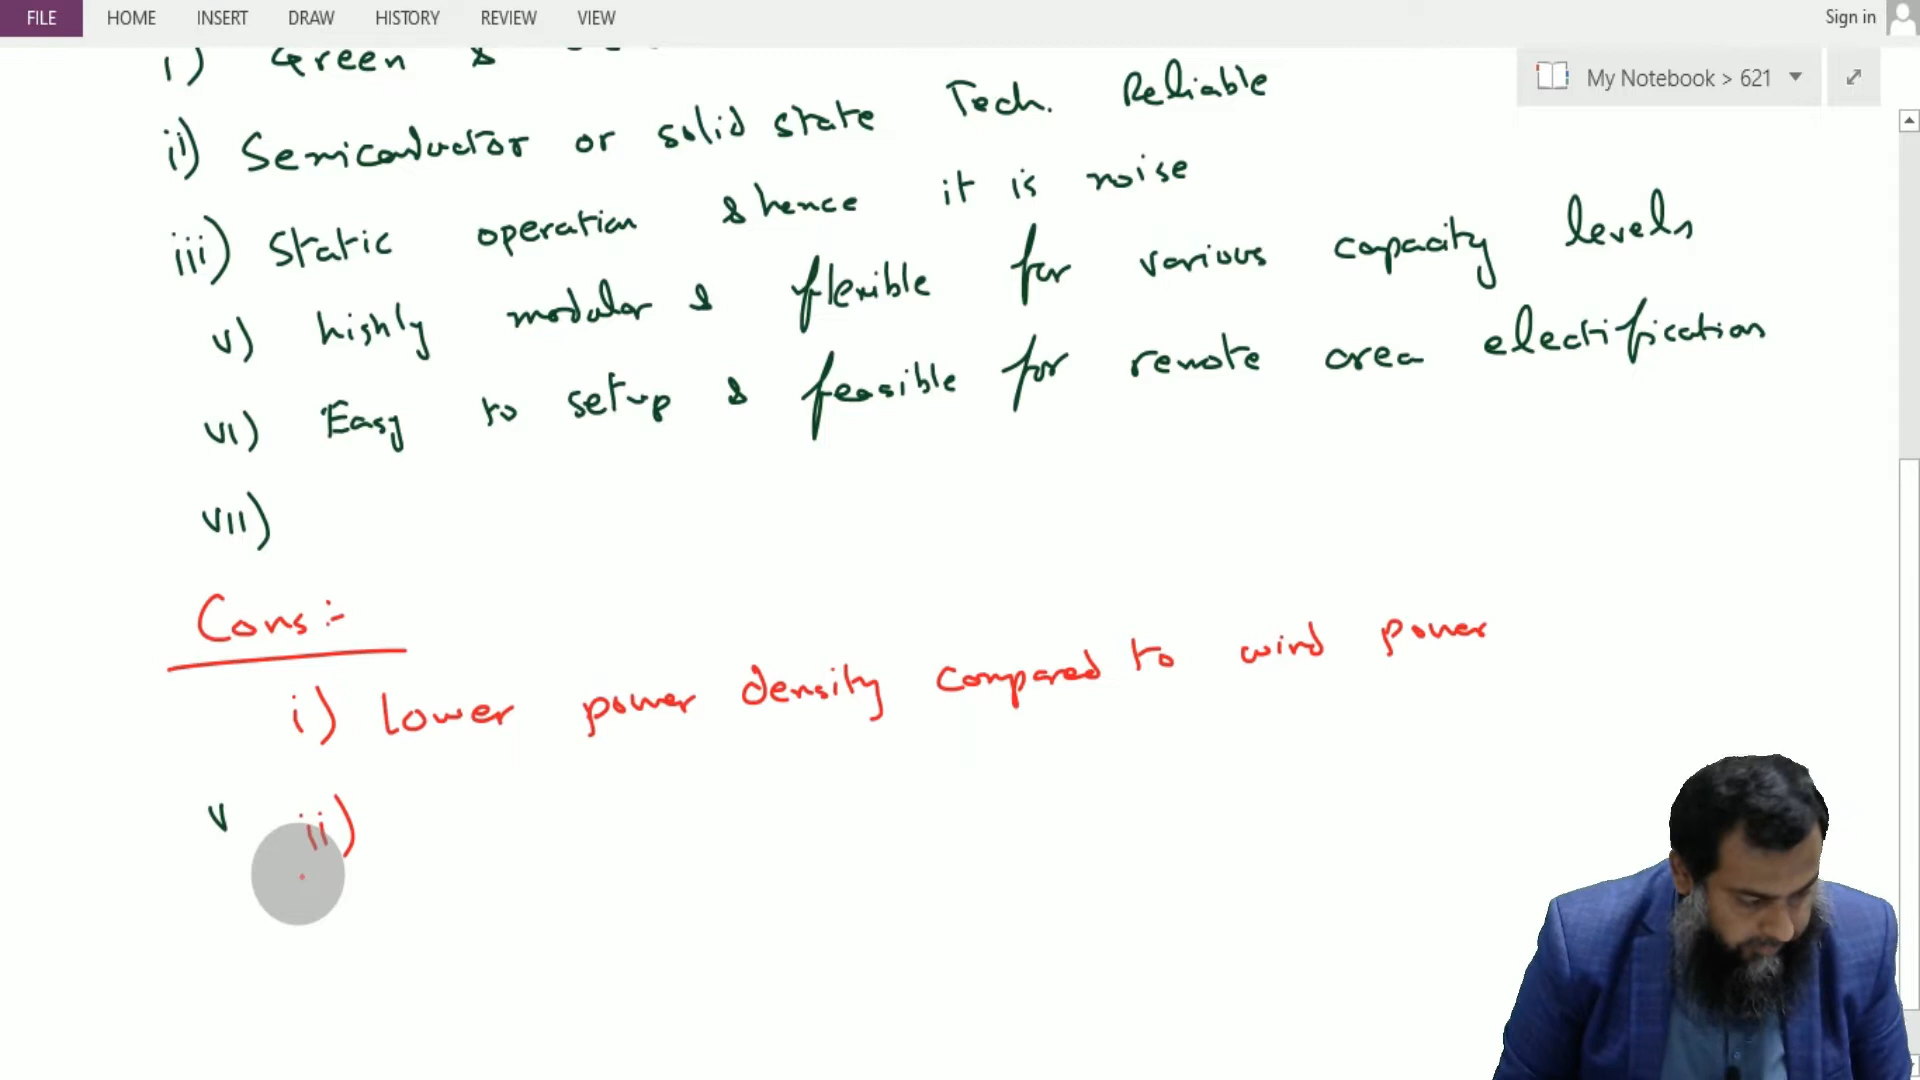 FILE HOME INSERT DRAW HISTORY REVIEW VIEW Sign in
My Notebook > 621
i) Green &
ii) Semiconductor or solid state Tech. Reliable
iii) Static operation & hence it is noise
v) highly modular & flexible for various capacity levels
vi) Easy to setup & feasible for remote area electification
vii)
Cons :-
i) Lower power density compared to wind power
v ii)